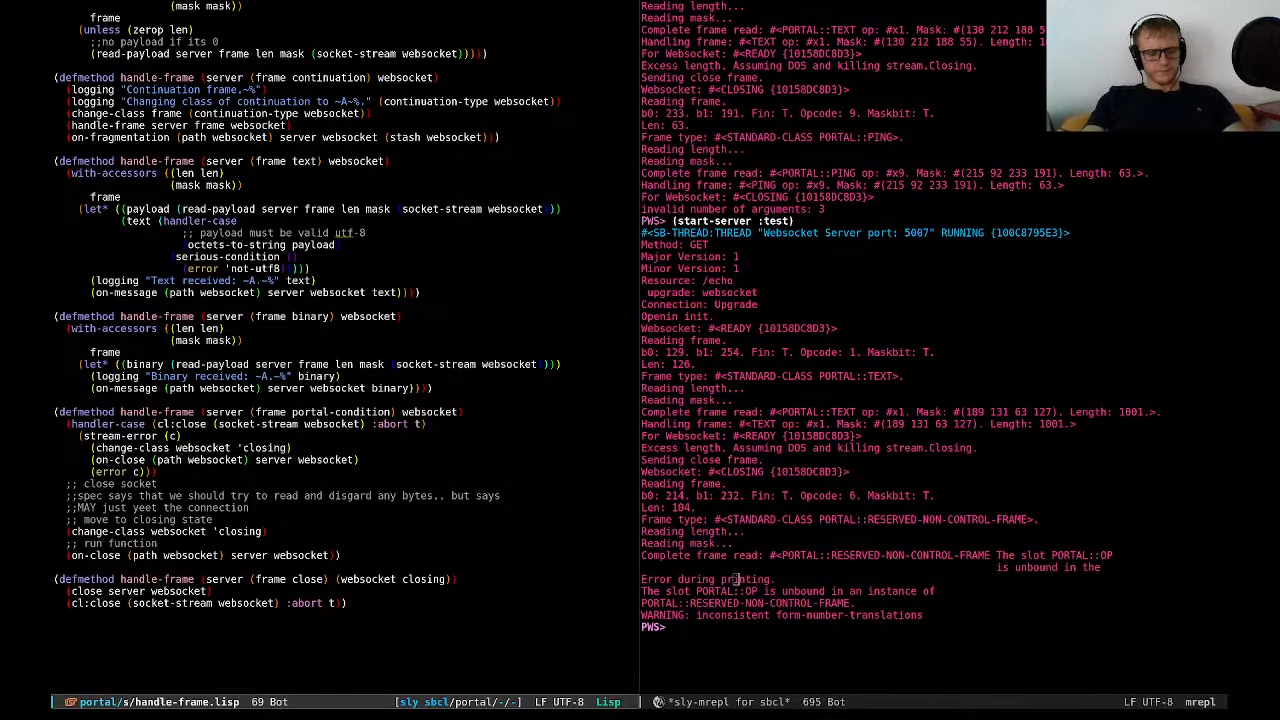 (mask mask))
frame
(unless (zerop len)
;;no payload if its 0
(read-payload server frame len mask (socket-stream websocket)))))
(defmethod handle-frame (server (frame continuation) websocket)
(logging "Continuation frame.~%")
(logging "Changing class of continuation to ~A~%." (continuation-type websocket))
(change-class frame (continuation-type websocket))
(handle-frame server frame websocket)
(on-fragmentation (path websocket) server websocket (stash websocket)))
(defmethod handle-frame (server (frame text) websocket)
(with-accessors ((len len)
(mask mask))
frame
(let* ((payload (read-payload server frame len mask (socket-stream websocket)))
(text (handler-case
;; payload must be valid utf-8
(octets-to-string payload)
(serious-condition ()
(error 'not-utf8)))))
(logging "Text received: ~A.~%" text)
(on-message (path websocket) server websocket text))))
(defmethod handle-frame (server (frame binary) websocket)
(with-accessors ((len len)
(mask mask))
frame
(let* ((binary (read-payload server frame len mask (socket-stream websocket))))
(logging "Binary received: ~A.~%" binary)
(on-message (path websocket) server websocket binary))))
(defmethod handle-frame (server (frame portal-condition) websocket)
(handler-case (cl:close (socket-stream websocket) :abort t)
(stream-error (c)
(change-class websocket 'closing)
(on-close (path websocket) server websocket)
(error c)))
;; close socket
;;spec says that we should try to read and disgard any bytes.. but says
;;MAY just yeet the connection
;; move to closing state
(change-class websocket 'closing)
;; run function
(on-close (path websocket) server websocket))
(defmethod handle-frame (server (frame close) (websocket closing))
(close server websocket)
(cl:close (socket-stream websocket) :abort t))
portal/s/handle-frame.lisp 69 Bot [sly sbcl/portal/-/-] LF UTF-8 Lisp
Reading length...
Reading mask...
Complete frame read: #<PORTAL::TEXT op: #x1. Mask: #(130 212 188 55)
Handling frame: #<TEXT op: #x1. Mask: #(130 212 188 55). Length: 1
For Websocket: #<READY {10158DC8D3}>
Excess length. Assuming DOS and killing stream.Closing.
Sending close frame.
Websocket: #<CLOSING {10158DC8D3}>
Reading frame.
b0: 233. b1: 191. Fin: T. Opcode: 9. Maskbit: T.
Len: 63.
Frame type: #<STANDARD-CLASS PORTAL::PING>.
Reading length...
Reading mask...
Complete frame read: #<PORTAL::PING op: #x9. Mask: #(215 92 233 191). Length: 63.>.
Handling frame: #<PING op: #x9. Mask: #(215 92 233 191). Length: 63.>
For Websocket: #<CLOSING {10158DC8D3}>
invalid number of arguments: 3
PWS> (start-server :test)
#<SB-THREAD:THREAD "Websocket Server port: 5007" RUNNING {100C8795E3}>
Method: GET
Major Version: 1
Minor Version: 1
Resource: /echo
upgrade: websocket
Connection: Upgrade
Openin init.
Websocket: #<READY {10158DC8D3}>
Reading frame.
b0: 129. b1: 254. Fin: T. Opcode: 1. Maskbit: T.
Len: 126.
Frame type: #<STANDARD-CLASS PORTAL::TEXT>.
Reading length...
Reading mask...
Complete frame read: #<PORTAL::TEXT op: #x1. Mask: #(189 131 63 127). Length: 1001.>.
Handling frame: #<TEXT op: #x1. Mask: #(189 131 63 127). Length: 1001.>
For Websocket: #<READY {10158DC8D3}>
Excess length. Assuming DOS and killing stream.Closing.
Sending close frame.
Websocket: #<CLOSING {10158DC8D3}>
Reading frame.
b0: 214. b1: 232. Fin: T. Opcode: 6. Maskbit: T.
Len: 104.
Frame type: #<STANDARD-CLASS PORTAL::RESERVED-NON-CONTROL-FRAME>.
Reading length...
Reading mask...
Complete frame read: #<PORTAL::RESERVED-NON-CONTROL-FRAME The slot PORTAL::OP
is unbound in the
Error during printing.
The slot PORTAL::OP is unbound in an instance of
PORTAL::RESERVED-NON-CONTROL-FRAME.
WARNING: inconsistent form-number-translations
PWS>
*sly-mrepl for sbcl* 695 Bot LF UTF-8 mrepl